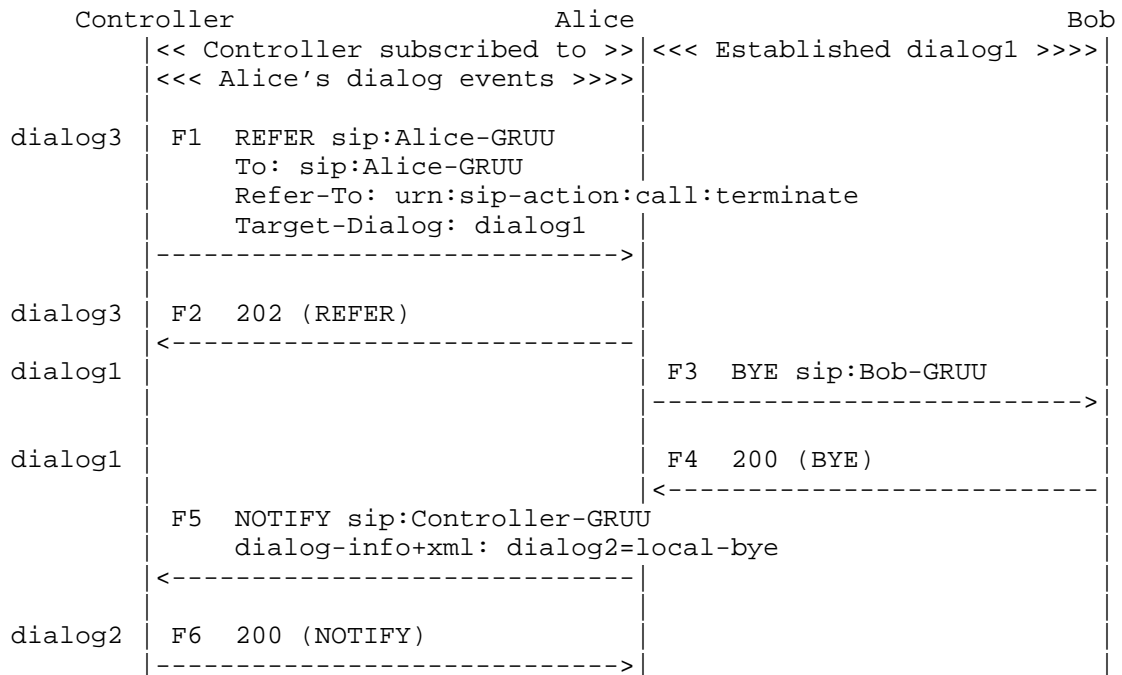 Controller Alice Bob
|<< Controller subscribed to >>|<<< Established dialog1 >>>>|
|<<< Alice's dialog events >>>>|
dialog3 | F1 REFER sip:Alice-GRUU
To: sip:Alice-GRUU
Refer-To: urn:sip-action:call:terminate
Target-Dialog: dialog1
|----------------------------->|
dialog3 | F2 202 (REFER)
|<-----------------------------|
dialog1 | F3 BYE sip:Bob-GRUU
|--------------------------->|
dialog1 | F4 200 (BYE)
|<---------------------------|
F5 NOTIFY sip:Controller-GRUU
dialog-info+xml: dialog2=local-bye
|<-----------------------------|
dialog2 | F6 200 (NOTIFY)
|----------------------------->|